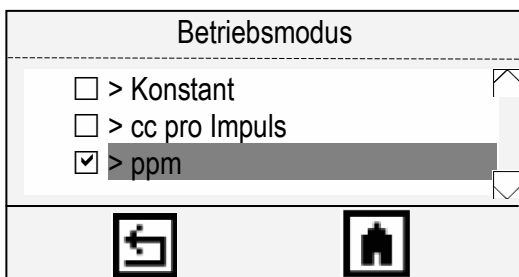 Betriebsmodus
> Konstant
> cc pro Impuls
> ppm